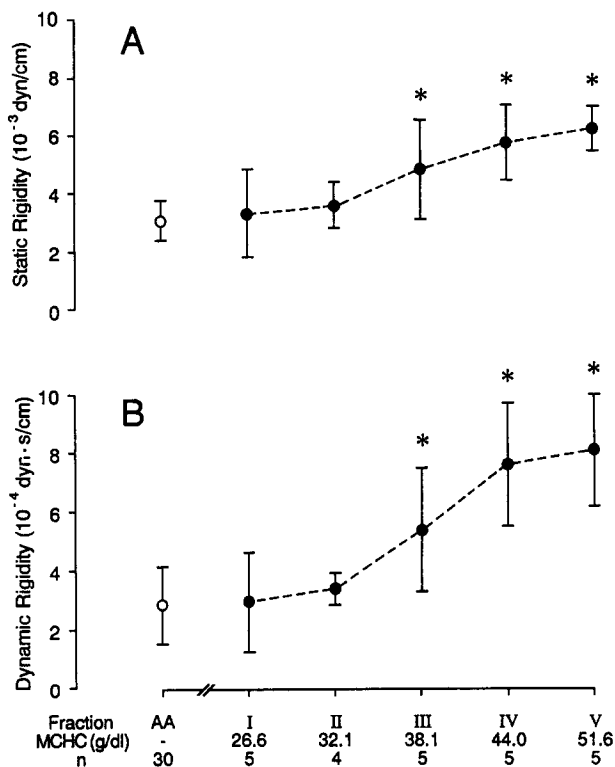 A
Static Rigidity (10⁻³ dyn/cm)
10
8
6
4
2
0
* * *
B
Dynamic Rigidity (10⁻⁴ dyn·s/cm)
10
8
6
4
2
0
* * *
Fraction AA I II III IV V
MCHC (g/dl) - 26.6 32.1 38.1 44.0 51.6
n 30 5 4 5 5 5